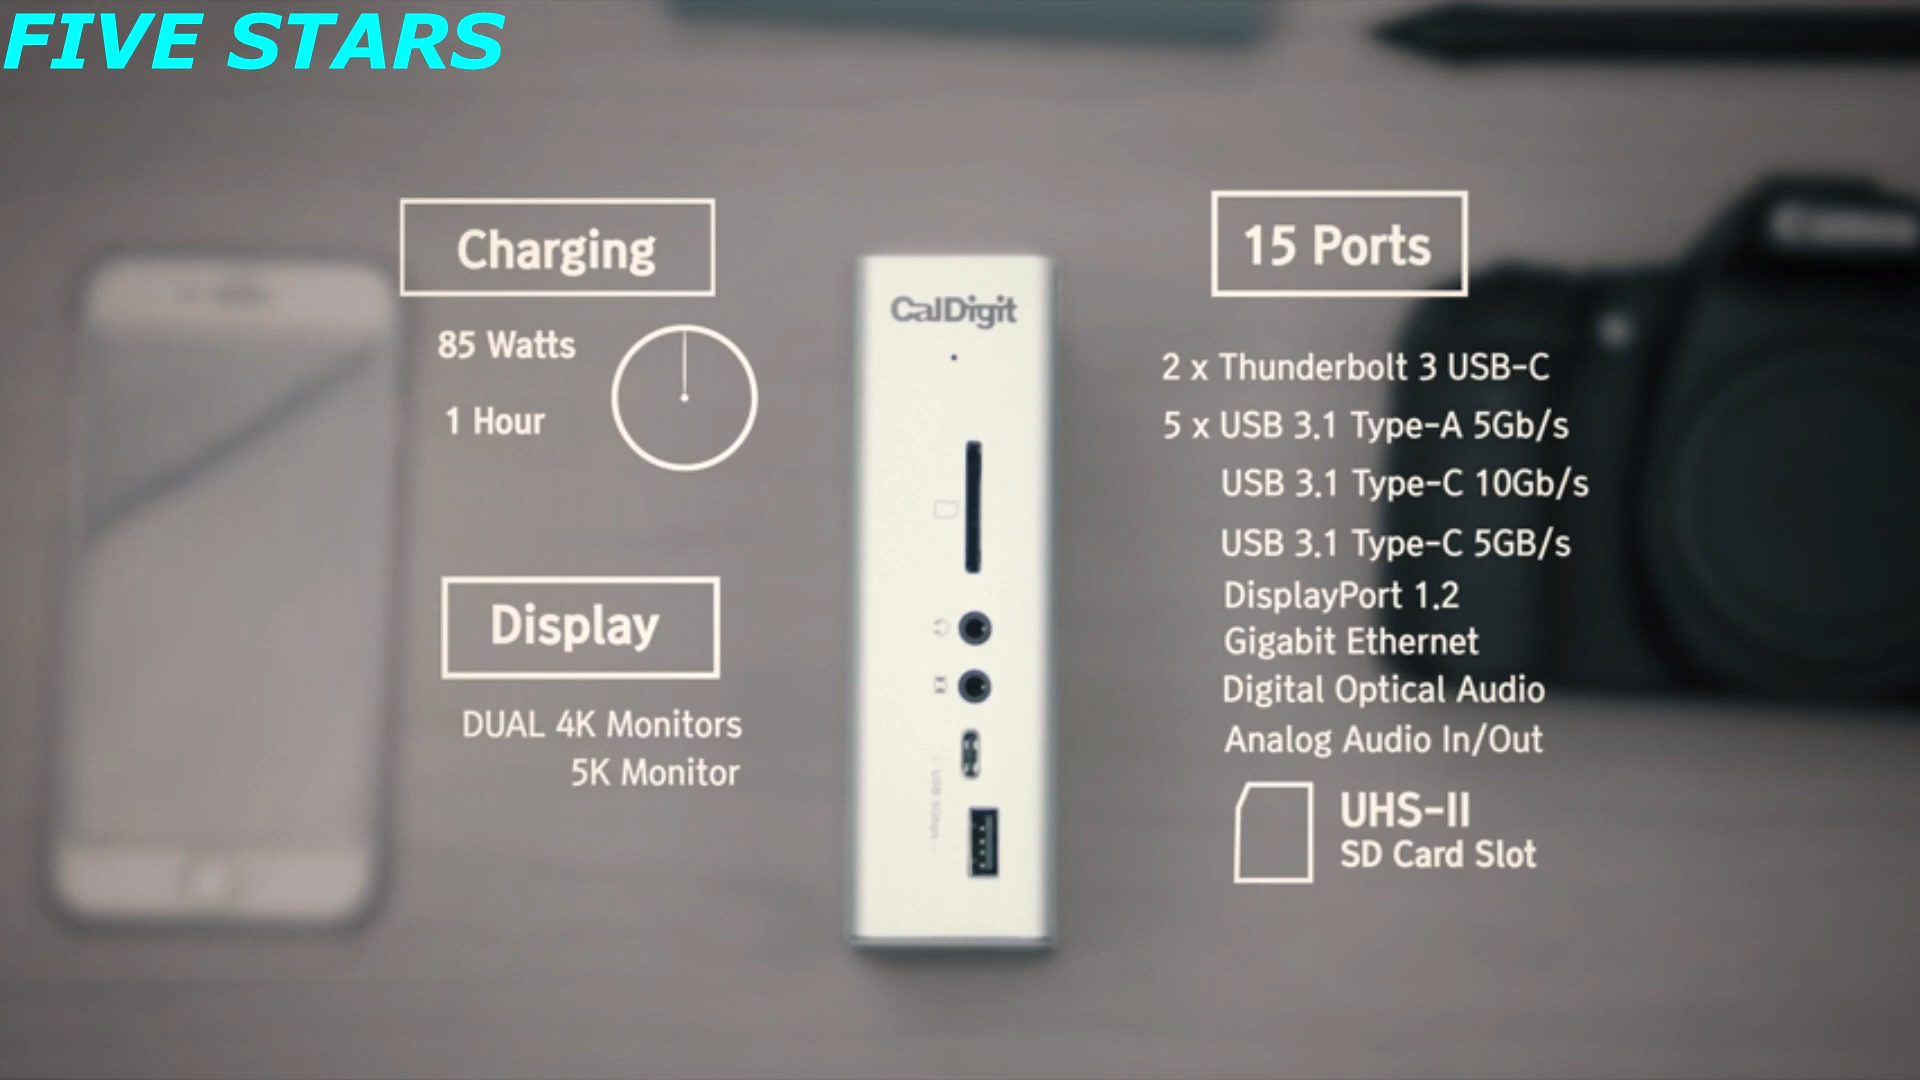 FIVE STARS
Charging
85 Watts
1 Hour
Display
DUAL 4K Monitors
5K Monitor
CalDigit
15 Ports
2 x Thunderbolt 3 USB-C
5 x USB 3.1 Type-A 5Gb/s
USB 3.1 Type-C 10Gb/s
USB 3.1 Type-C 5GB/s
DisplayPort 1.2
Gigabit Ethernet
Digital Optical Audio
Analog Audio In/Out
UHS-II
SD Card Slot